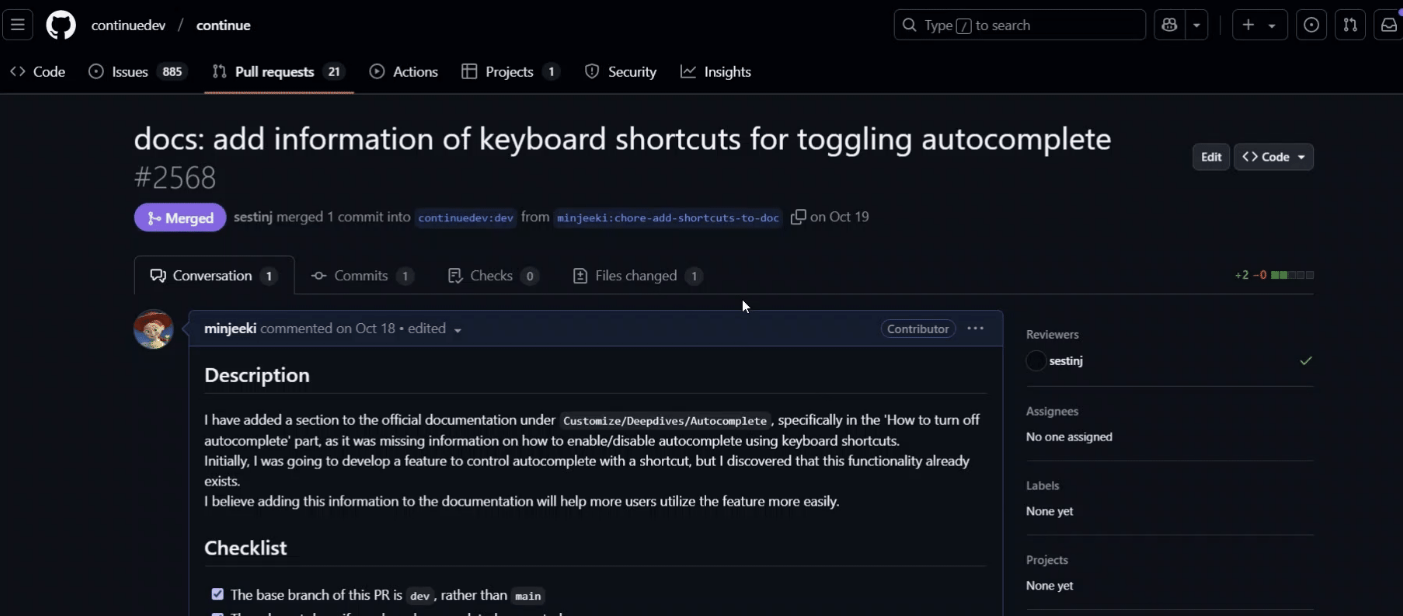 continuedev / continue
Type / to search
Code Issues 885 Pull requests 21 Actions Projects 1 Security Insights
docs: add information of keyboard shortcuts for toggling autocomplete
#2568
Edit <> Code
Merged sestinj merged 1 commit into continuedev:dev from minjeeki:chore-add-shortcuts-to-doc on Oct 19
Conversation 1 Commits 1 Checks 0 Files changed 1 +2 −0
minjeeki commented on Oct 18 • edited Contributor ...
Reviewers
sestinj
Description
I have added a section to the official documentation under Customize/Deepdives/Autocomplete, specifically in the 'How to turn off
autocomplete' part, as it was missing information on how to enable/disable autocomplete using keyboard shortcuts.
Initially, I was going to develop a feature to control autocomplete with a shortcut, but I discovered that this functionality already
exists.
I believe adding this information to the documentation will help more users utilize the feature more easily.
Assignees
No one assigned
Labels
None yet
Checklist
The base branch of this PR is dev, rather than main
Projects
None yet